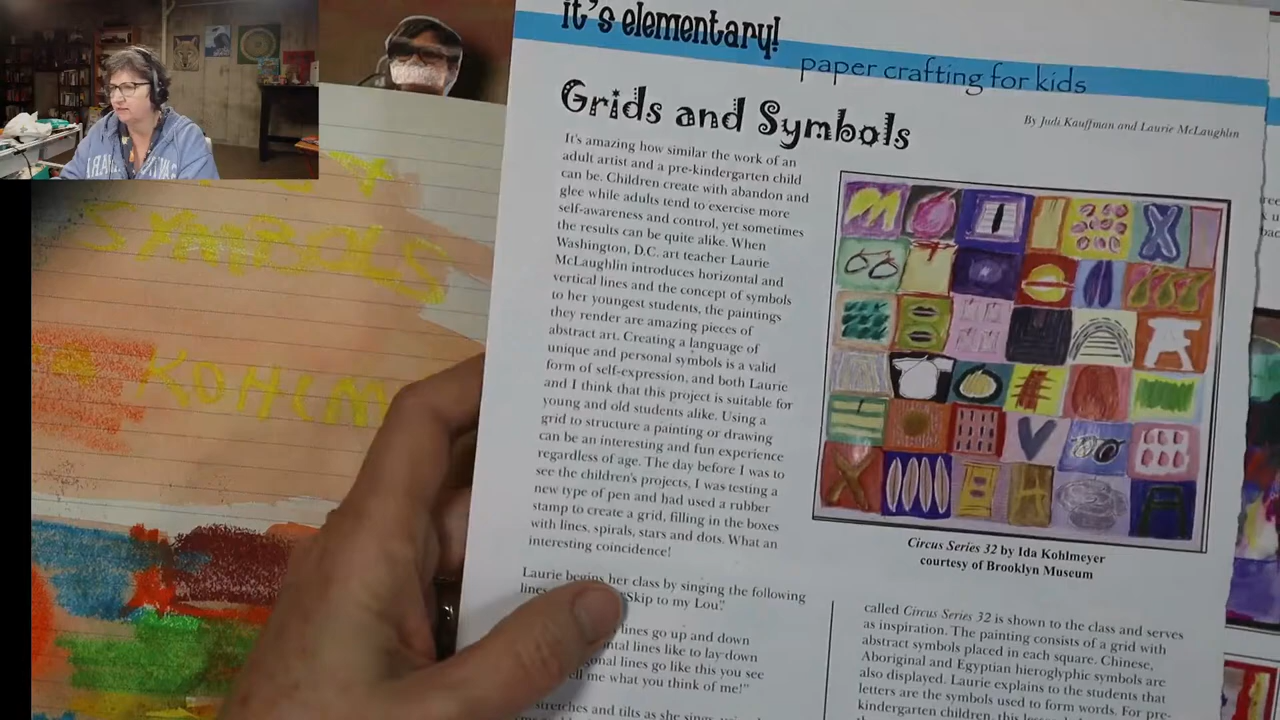 it's elementary!
paper crafting for kids
Grids and Symbols
By Judi Kauffman and Laurie McLaughlin
It's amazing how similar the work of an
adult artist and a pre-kindergarten child
can be. Children create with abandon and
glee while adults tend to exercise more
self-awareness and control, yet sometimes
the results can be quite alike. When
Washington, D.C. art teacher Laurie
McLaughlin introduces horizontal and
vertical lines and the concept of symbols
to her youngest students, the paintings
they render are amazing pieces of
abstract art. Creating a language of
unique and personal symbols is a valid
form of self-expression, and both Laurie
and I think that this project is suitable for
young and old students alike. Using a
grid to structure a painting or drawing
can be an interesting and fun experience
regardless of age. The day before I was to
see the children's projects, I was testing a
new type of pen and had used a rubber
stamp to create a grid, filling in the boxes
with lines, spirals, stars and dots. What an
interesting coincidence!
Laurie begins her class by singing the following
lines "Skip to my Lou".
lines go up and down
lines like to lay down
lines go like this you see
me what you think of me!"
stretches and tilts as she sings
Circus Series 32 by Ida Kohlmeyer
courtesy of Brooklyn Museum
called Circus Series 32 is shown to the class and serves
as inspiration. The painting consists of a grid with
abstract symbols placed in each square. Chinese,
Aboriginal and Egyptian hieroglyphic symbols are
also displayed. Laurie explains to the students that
letters are the symbols used to form words. For pre-
kindergarten children, this
SYMBOLS